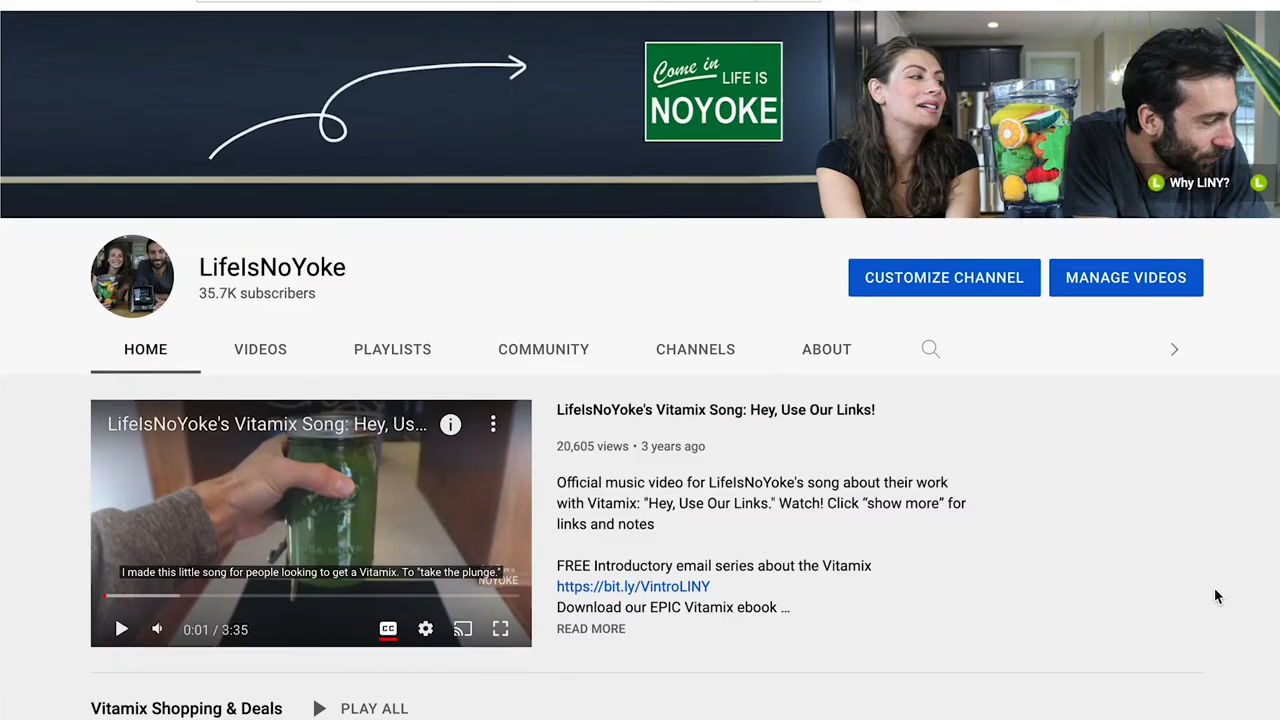 Come in LIFE IS
NOYOKE
L Why LINY? L
LifeIsNoYoke
35.7K subscribers
CUSTOMIZE CHANNEL
MANAGE VIDEOS
HOME
VIDEOS
PLAYLISTS
COMMUNITY
CHANNELS
ABOUT
LifeIsNoYoke's Vitamix Song: Hey, Us...
I made this little song for people looking to get a Vitamix. To "take the plunge."
NOYOKE
0:01 / 3:35
CC
LifeIsNoYoke's Vitamix Song: Hey, Use Our Links!
20,605 views • 3 years ago
Official music video for LifeIsNoYoke's song about their work
with Vitamix: "Hey, Use Our Links." Watch! Click “show more” for
links and notes
FREE Introductory email series about the Vitamix
https://bit.ly/VintroLINY
Download our EPIC Vitamix ebook ...
READ MORE
Vitamix Shopping & Deals
PLAY ALL